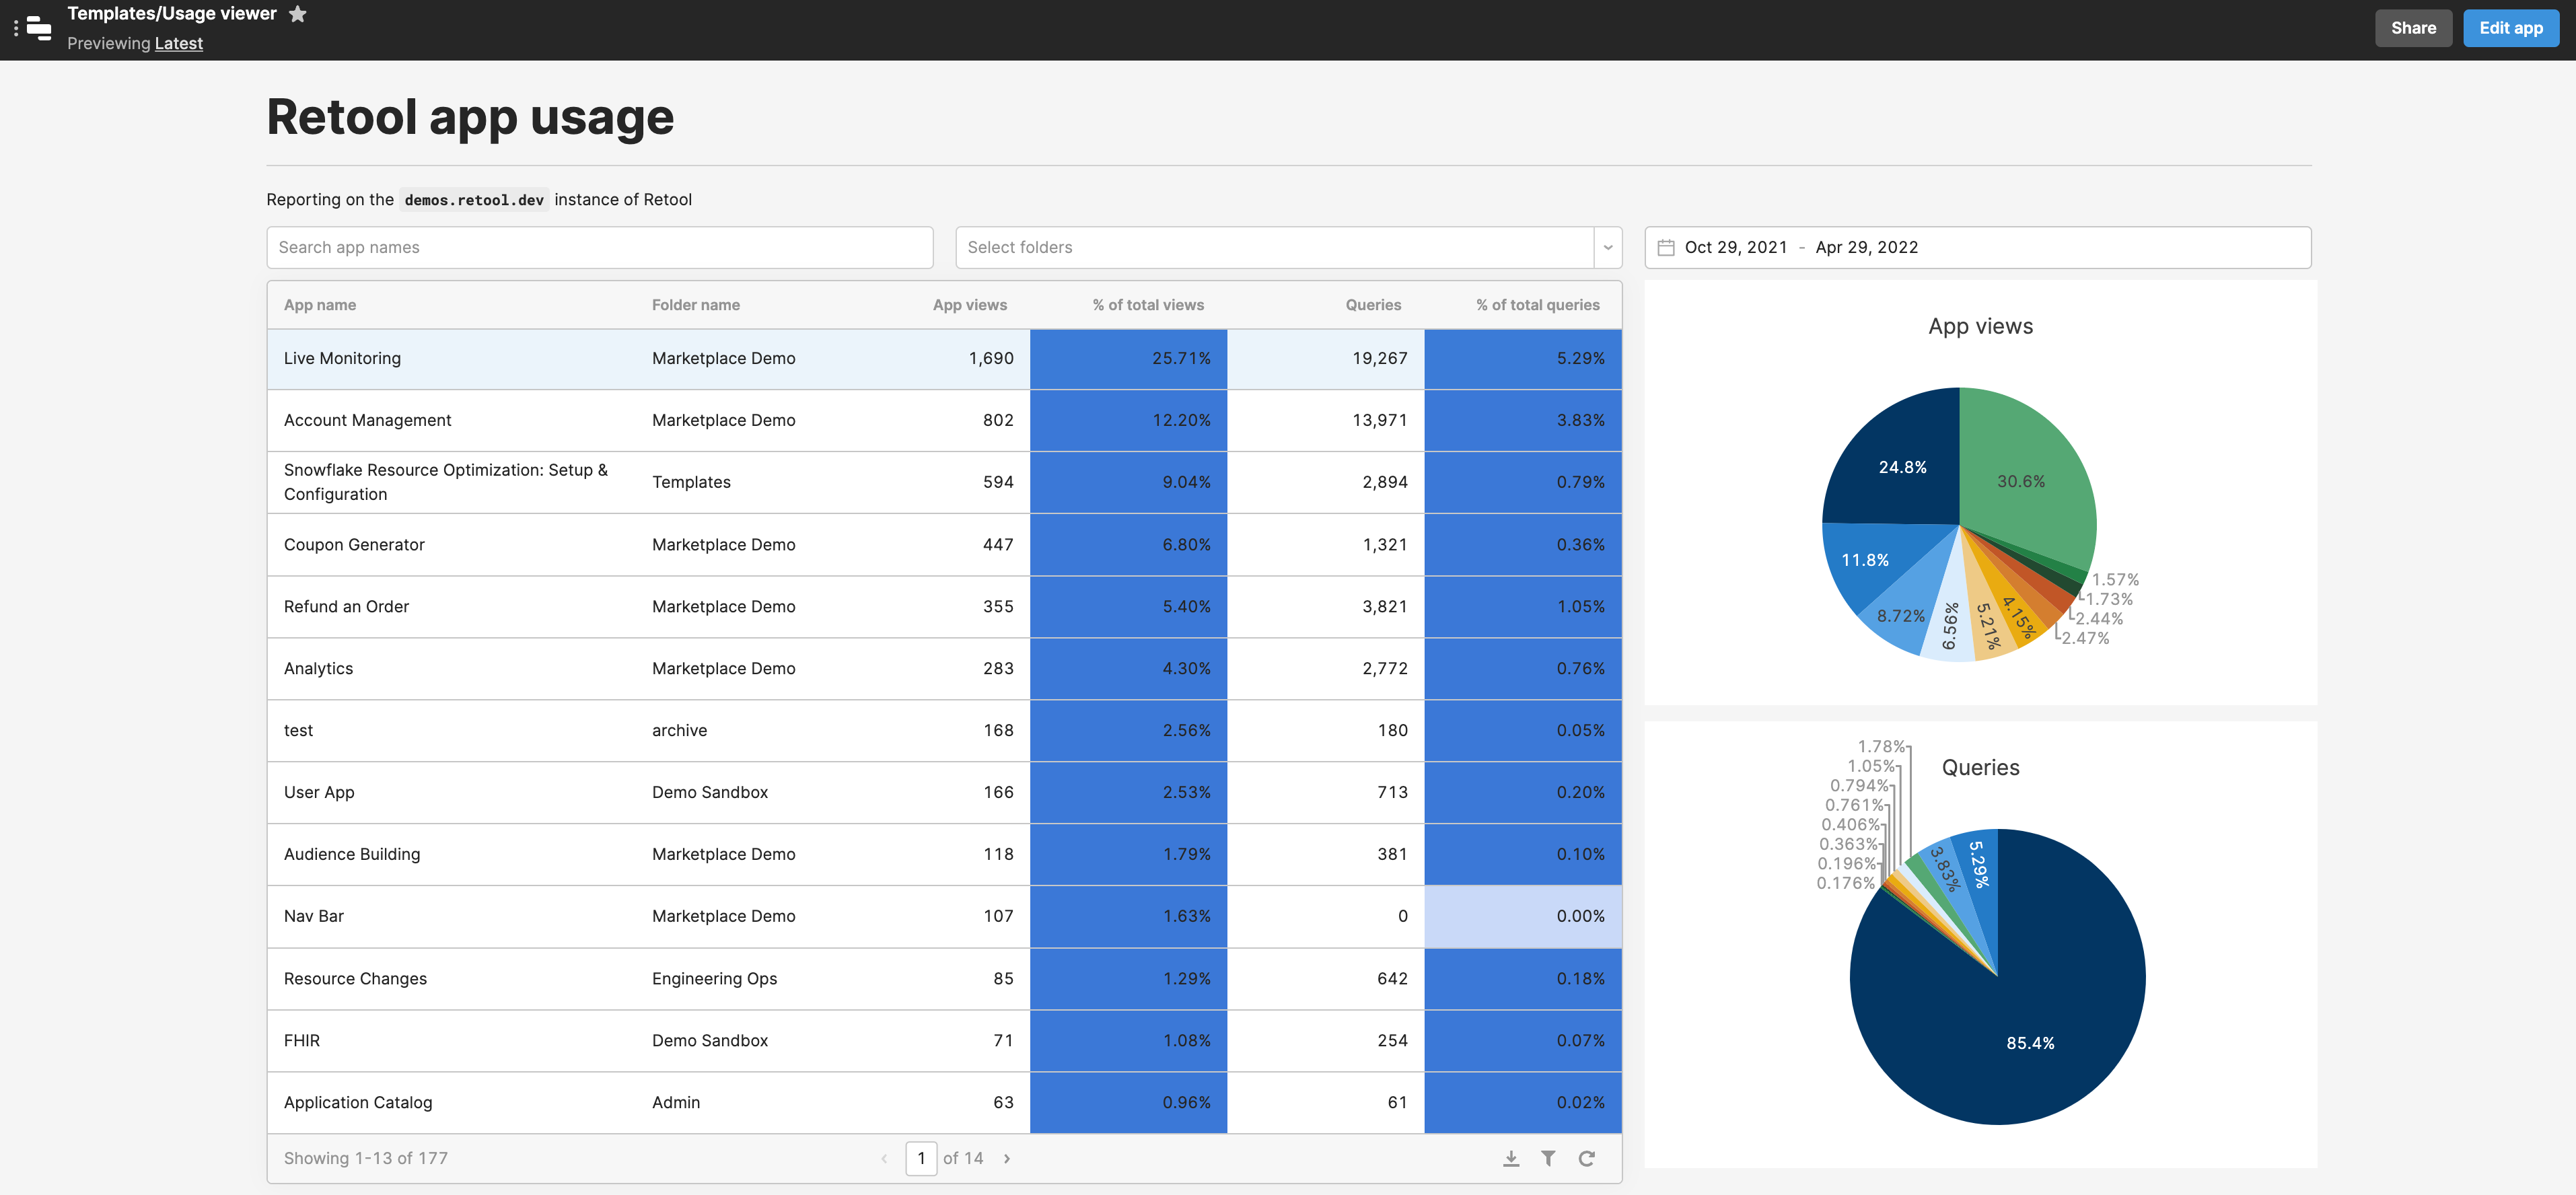 Templates/Usage viewer
Previewing Latest
Share
Edit app
Retool app usage
Reporting on the demos.retool.dev instance of Retool
Search app names
Select folders
Oct 29, 2021 - Apr 29, 2022
App name Folder name App views % of total views Queries % of total queries
Live Monitoring Marketplace Demo 1,690 25.71% 19,267 5.29%
Account Management Marketplace Demo 802 12.20% 13,971 3.83%
Snowflake Resource Optimization: Setup &
Configuration
Templates 594 9.04% 2,894 0.79%
Coupon Generator Marketplace Demo 447 6.80% 1,321 0.36%
Refund an Order Marketplace Demo 355 5.40% 3,821 1.05%
Analytics Marketplace Demo 283 4.30% 2,772 0.76%
test archive 168 2.56% 180 0.05%
User App Demo Sandbox 166 2.53% 713 0.20%
Audience Building Marketplace Demo 118 1.79% 381 0.10%
Nav Bar Marketplace Demo 107 1.63% 0 0.00%
Resource Changes Engineering Ops 85 1.29% 642 0.18%
FHIR Demo Sandbox 71 1.08% 254 0.07%
Application Catalog Admin 63 0.96% 61 0.02%
Showing 1-13 of 177
1 of 14
App views
24.8%
30.6%
11.8%
8.72%
6.56%
5.21%
4.15%
1.57%
1.73%
2.44%
2.47%
Queries
1.78%
1.05%
0.794%
0.761%
0.406%
0.363%
0.196%
0.176%
3.83%
5.29%
85.4%